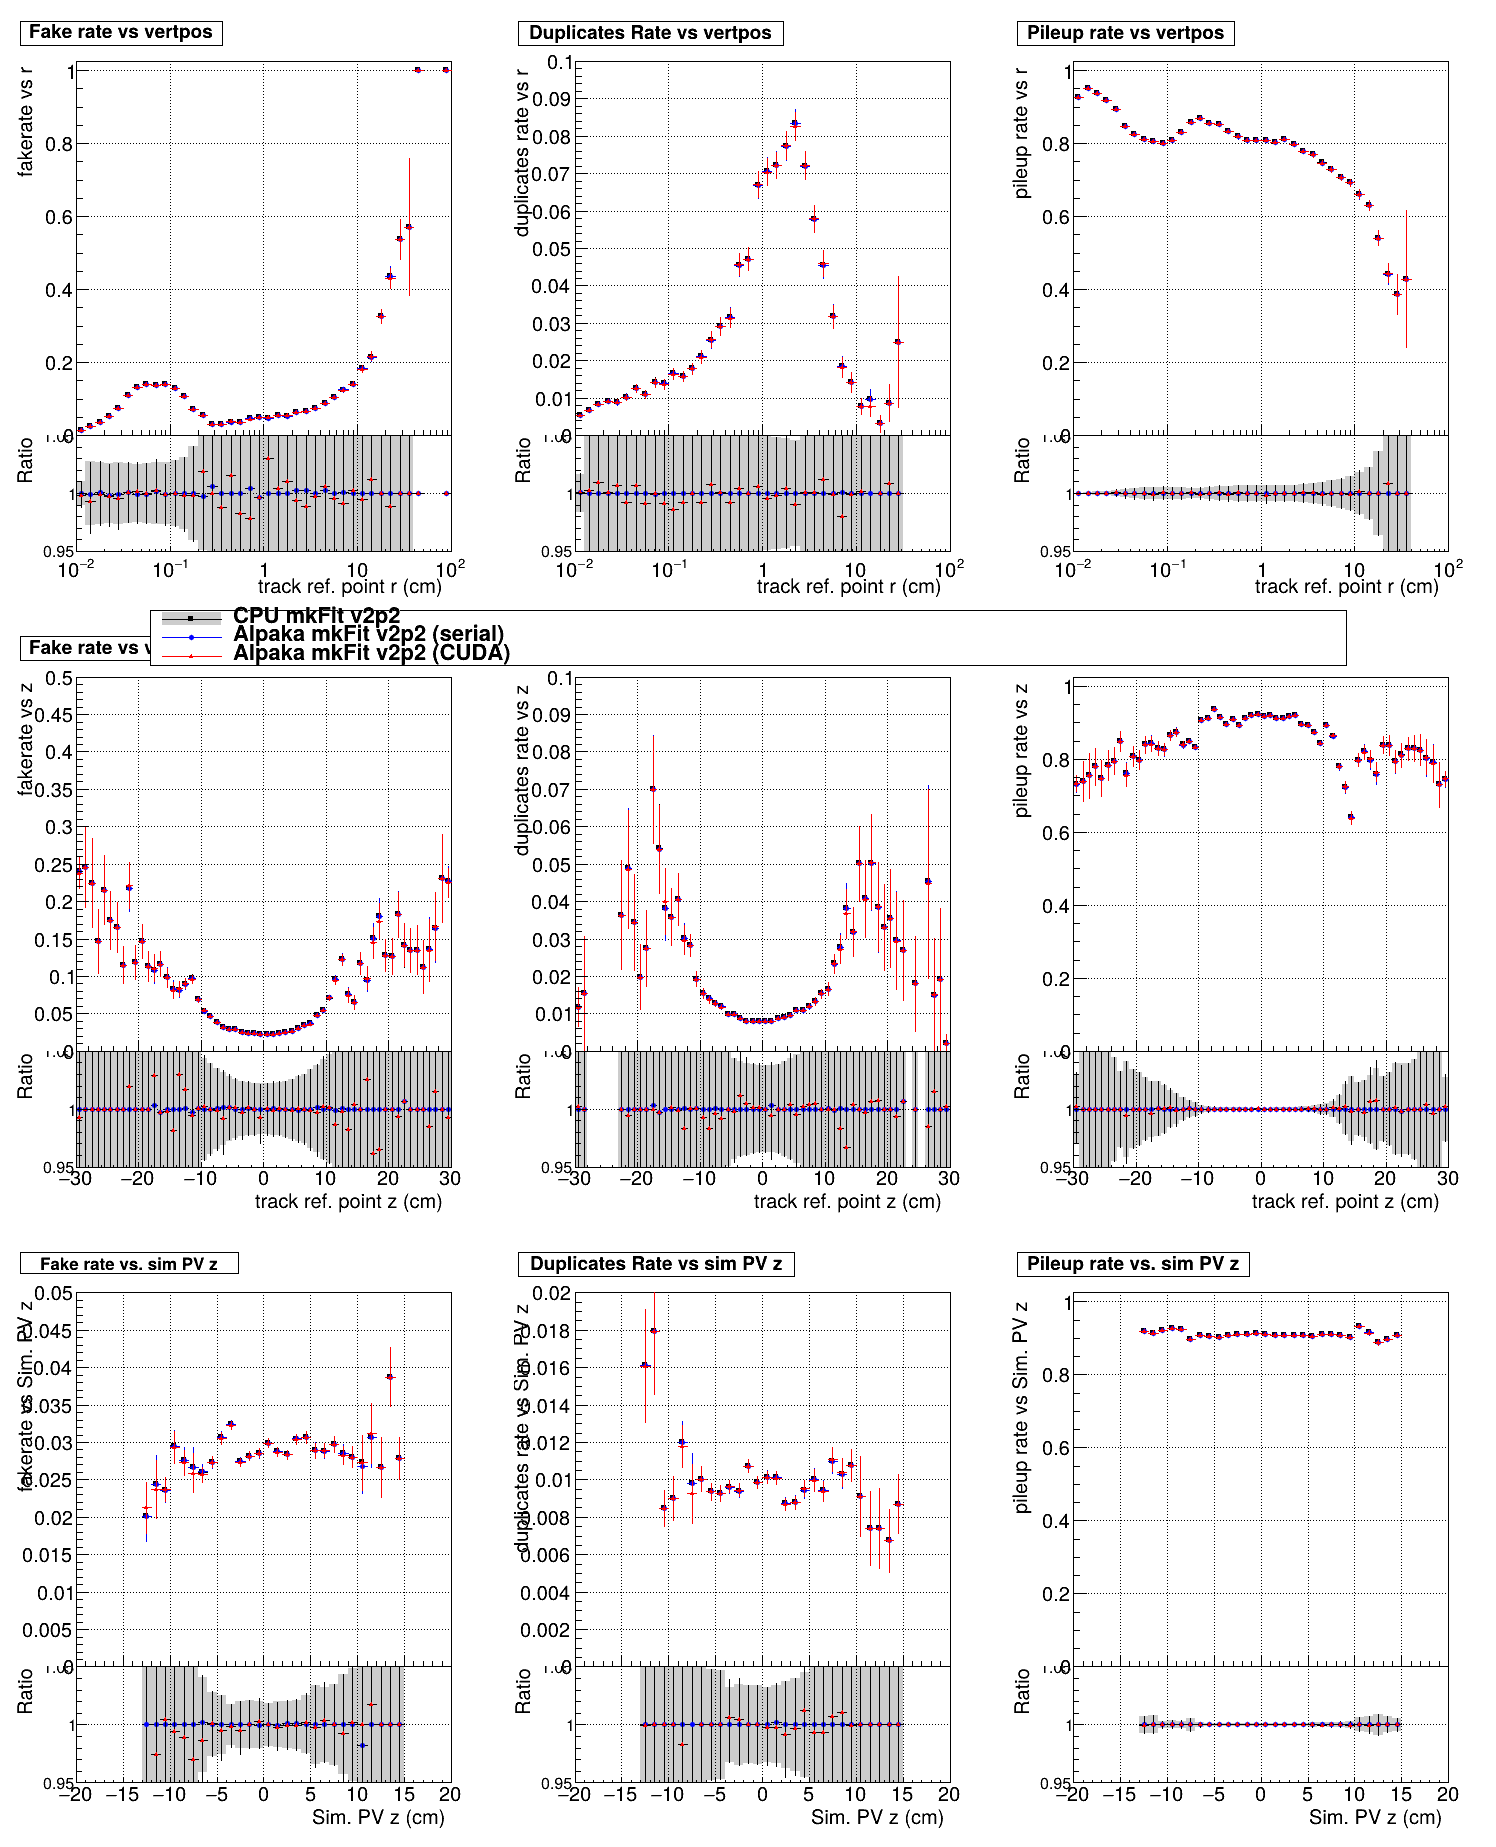 Fake rate vs vertpos
Duplicates Rate vs vertpos
Pileup rate vs vertpos
fakerate vs r
1
0.8
0.6
0.4
0.2
0
Ratio
1
0.95
10⁻² 10⁻¹ 1 10 10²
track ref. point r (cm)
duplicates rate vs r
0.1
0.09
0.08
0.07
0.06
0.05
0.04
0.03
0.02
0.01
0
Ratio
1
0.95
10⁻² 10⁻¹ 1 10 10²
track ref. point r (cm)
pileup rate vs r
1
0.8
0.6
0.4
0.2
0
Ratio
1
0.95
10⁻² 10⁻¹ 1 10 10²
track ref. point r (cm)
CPU mkFit v2p2
Alpaka mkFit v2p2 (serial)
Alpaka mkFit v2p2 (CUDA)
Fake rate vs v
fakerate vs z
0.5
0.45
0.4
0.35
0.3
0.25
0.2
0.15
0.1
0.05
0
Ratio
1
0.95
−30 −20 −10 0 10 20 30
track ref. point z (cm)
duplicates rate vs z
0.1
0.09
0.08
0.07
0.06
0.05
0.04
0.03
0.02
0.01
0
Ratio
1
0.95
−30 −20 −10 0 10 20 30
track ref. point z (cm)
pileup rate vs z
1
0.8
0.6
0.4
0.2
0
Ratio
1
0.95
−30 −20 −10 0 10 20 30
track ref. point z (cm)
Fake rate vs. sim PV z
Duplicates Rate vs sim PV z
Pileup rate vs. sim PV z
fakerate vs Sim. PV z
0.05
0.045
0.04
0.035
0.03
0.025
0.02
0.015
0.01
0.005
0
Ratio
1
0.95
−20 −15 −10 −5 0 5 10 15 20
Sim. PV z (cm)
duplicates rate vs Sim. PV z
0.02
0.018
0.016
0.014
0.012
0.01
0.008
0.006
0.004
0.002
0
Ratio
1
0.95
−20 −15 −10 −5 0 5 10 15 20
Sim. PV z (cm)
pileup rate vs Sim. PV z
1
0.8
0.6
0.4
0.2
0
Ratio
1
0.95
−20 −15 −10 −5 0 5 10 15 20
Sim. PV z (cm)